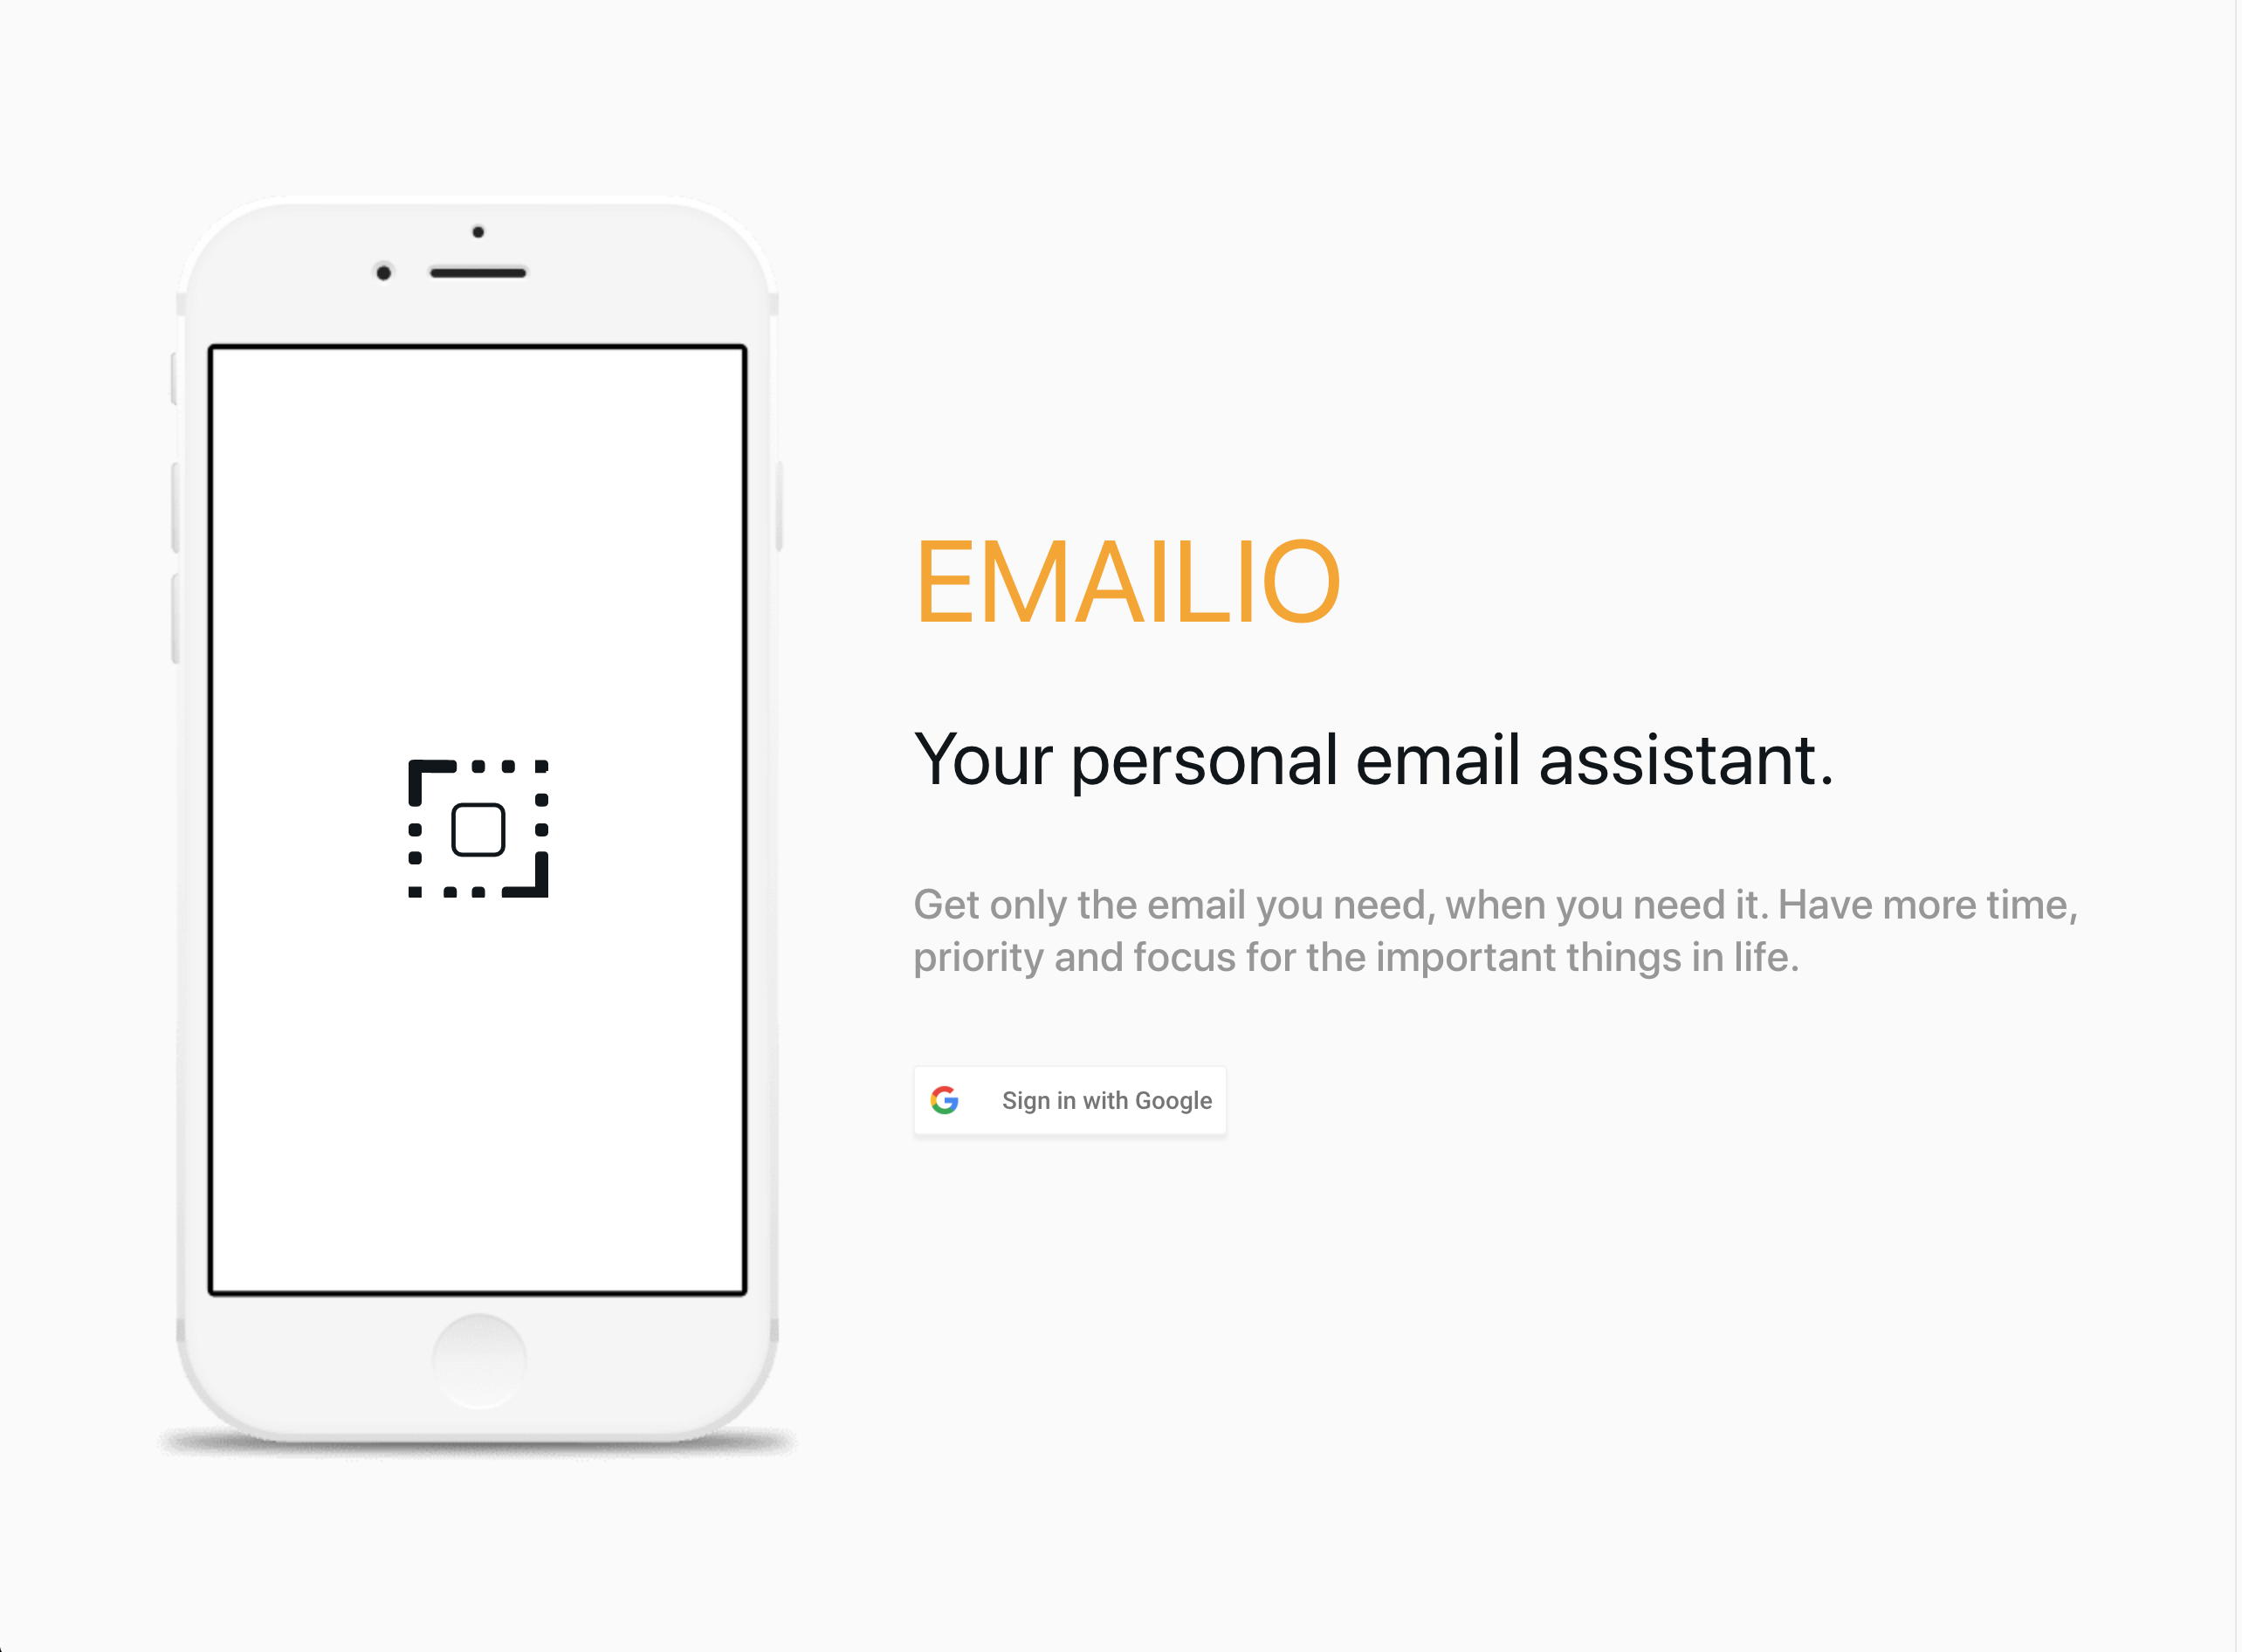 EMAILIO
Your personal email assistant.
Get only the email you need, when you need it. Have more time,
priority and focus for the important things in life.
Sign in with Google